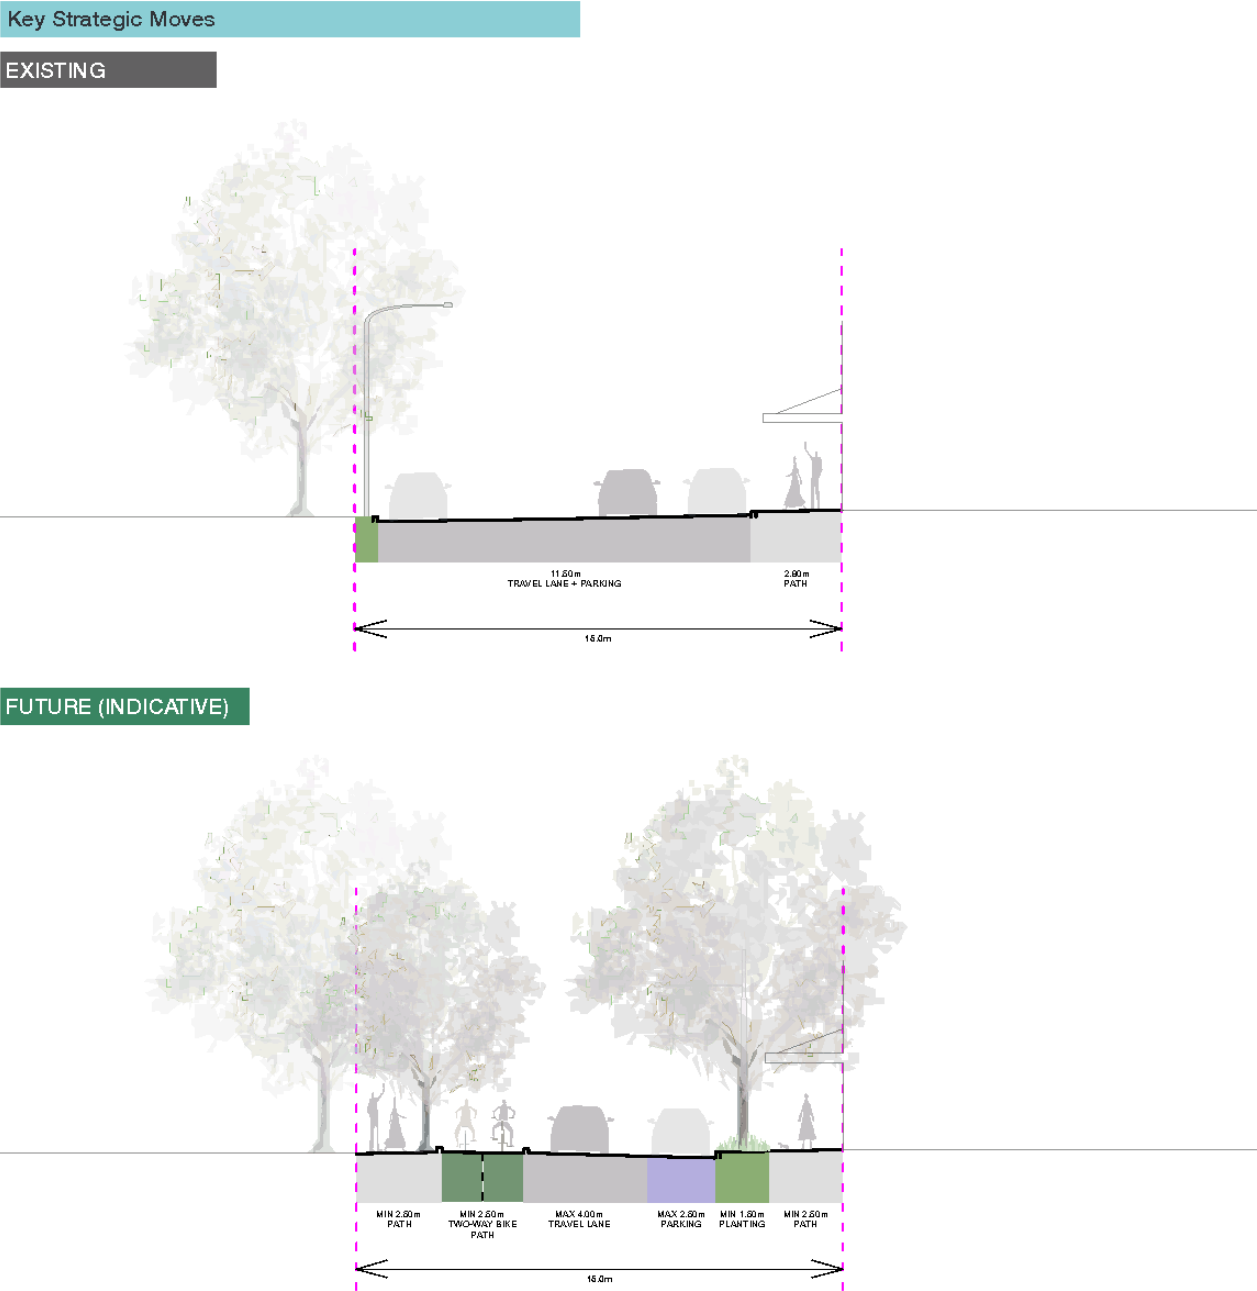 Key Strategic Moves
EXISTING
11.50m
TRAVEL LANE + PARKING
2.80m
PATH
15.0m
FUTURE (INDICATIVE)
MIN 2.50m
PATH
MIN 2.50m
TWO-WAY BIKE
PATH
MAX 4.00m
TRAVEL LANE
MAX 2.50m
PARKING
MIN 1.50m
PLANTING
MIN 2.50m
PATH
15.0m